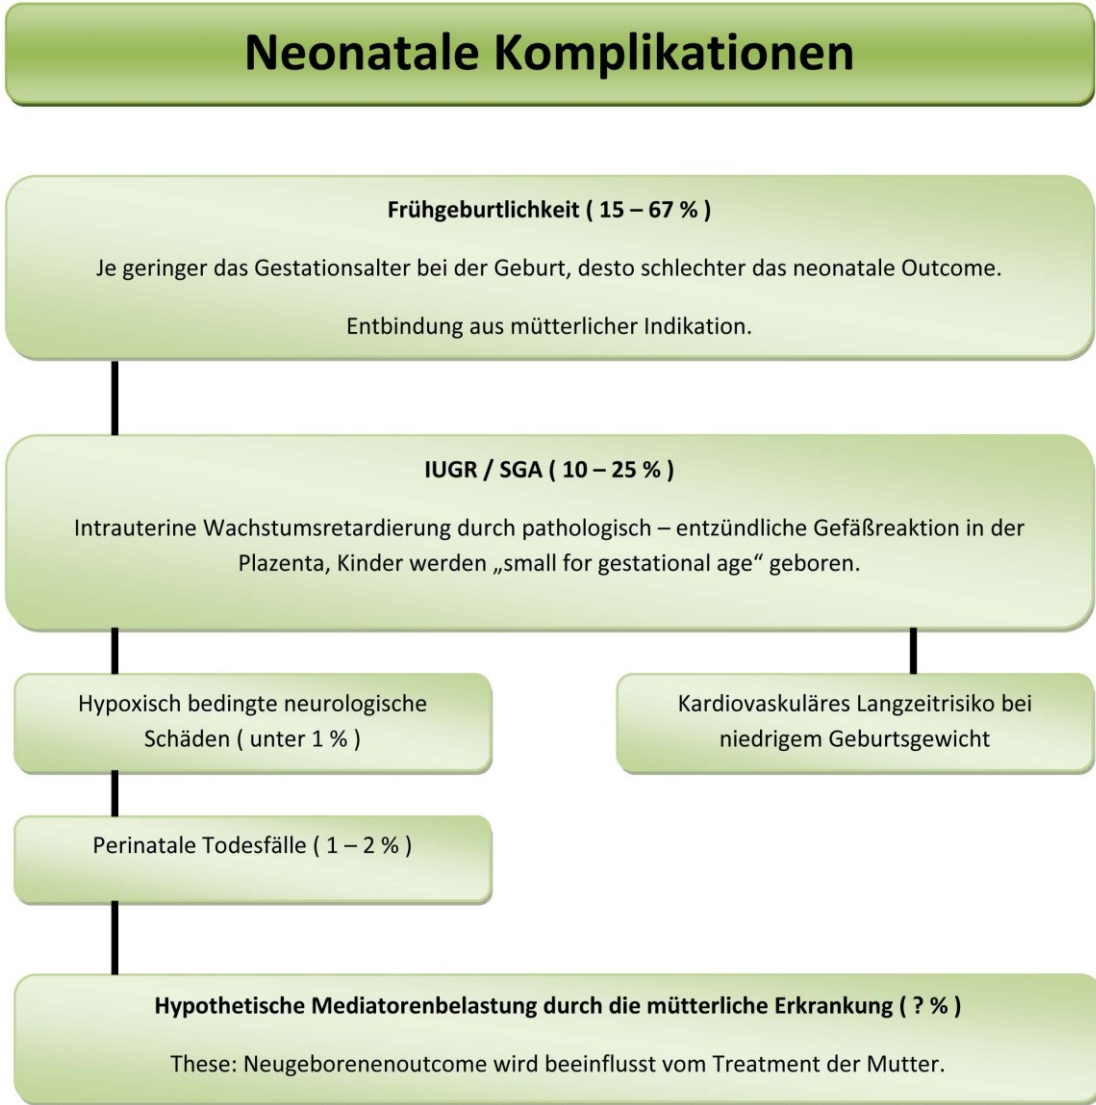 Neonatale Komplikationen
Frühgeburtlichkeit ( 15 – 67 % )
Je geringer das Gestationsalter bei der Geburt, desto schlechter das neonatale Outcome.
Entbindung aus mütterlicher Indikation.
IUGR / SGA ( 10 – 25 % )
Intrauterine Wachstumsretardierung durch pathologisch – entzündliche Gefäßreaktion in der
Plazenta, Kinder werden „small for gestational age“ geboren.
Hypoxisch bedingte neurologische
Schäden ( unter 1 % )
Kardiovaskuläres Langzeitrisiko bei
niedrigem Geburtsgewicht
Perinatale Todesfälle ( 1 – 2 % )
Hypothetische Mediatorenbelastung durch die mütterliche Erkrankung ( ? % )
These: Neugeborenenoutcome wird beeinflusst vom Treatment der Mutter.